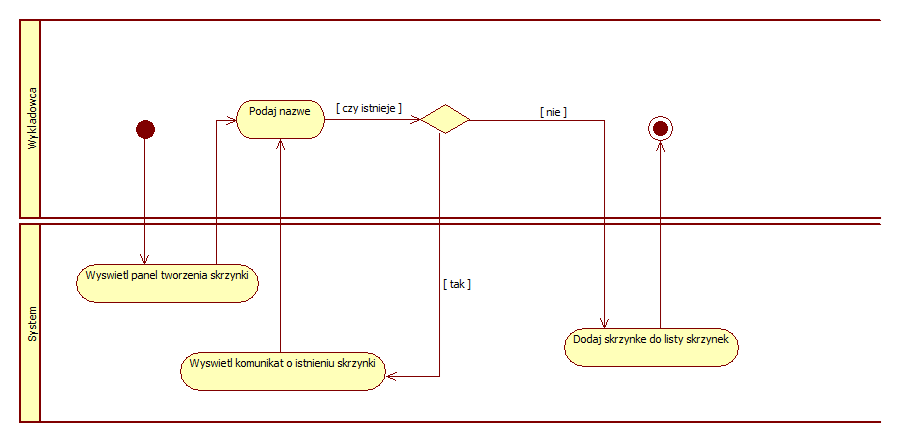 Wykladowca
Podaj nazwe
[ czy istnieje ]
[ nie ]
System
Wyswietl panel tworzenia skrzynki
[ tak ]
Dodaj skrzynke do listy skrzynek
Wyswietl komunikat o istnieniu skrzynki